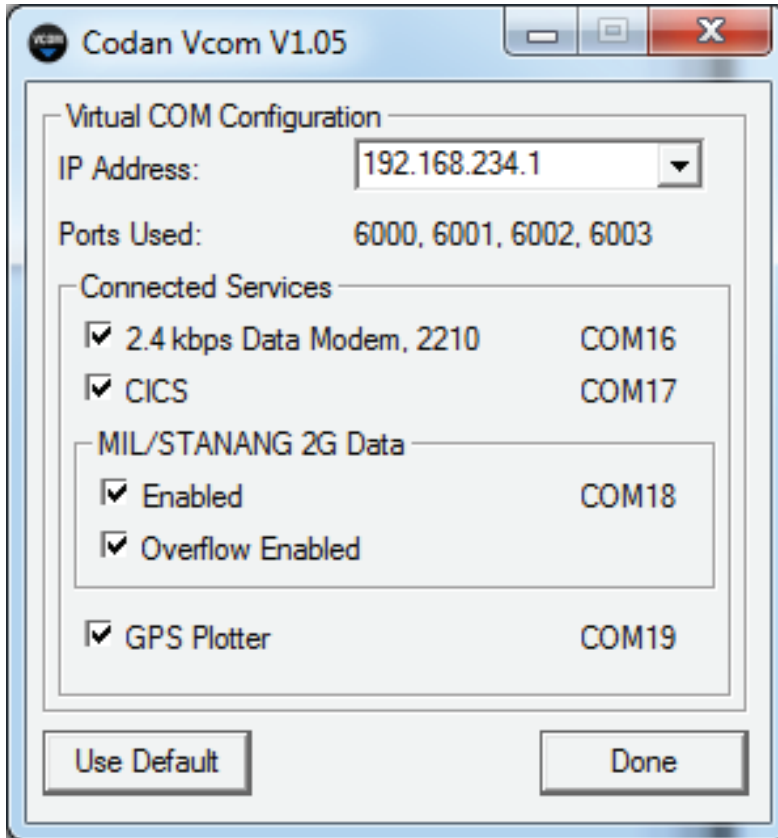 VCOM Codan Vcom V1.05
Virtual COM Configuration
IP Address: 192.168.234.1
Ports Used: 6000, 6001, 6002, 6003
Connected Services
2.4 kbps Data Modem, 2210 COM16
CICS COM17
MIL/STANANG 2G Data
Enabled COM18
Overflow Enabled
GPS Plotter COM19
Use Default Done